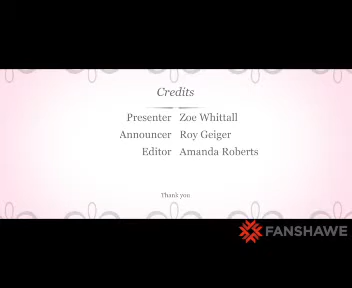 Credits
Presenter Zoe Whittall
Announcer Roy Geiger
Editor Amanda Roberts
Thank you
FANSHAWE